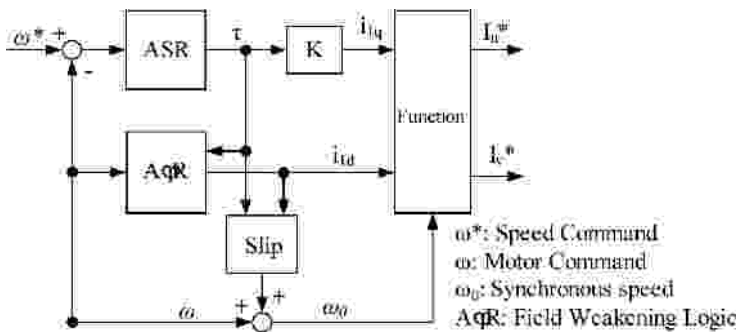 ω*
+
-
ASR
τ
K
i1q
Function
Iu*
AφR
i1d
Ic*
Slip
+
+
ω
ω0
ω*: Speed Command
ω: Motor Command
ω0: Synchronous speed
AφR: Field Weakening Logic